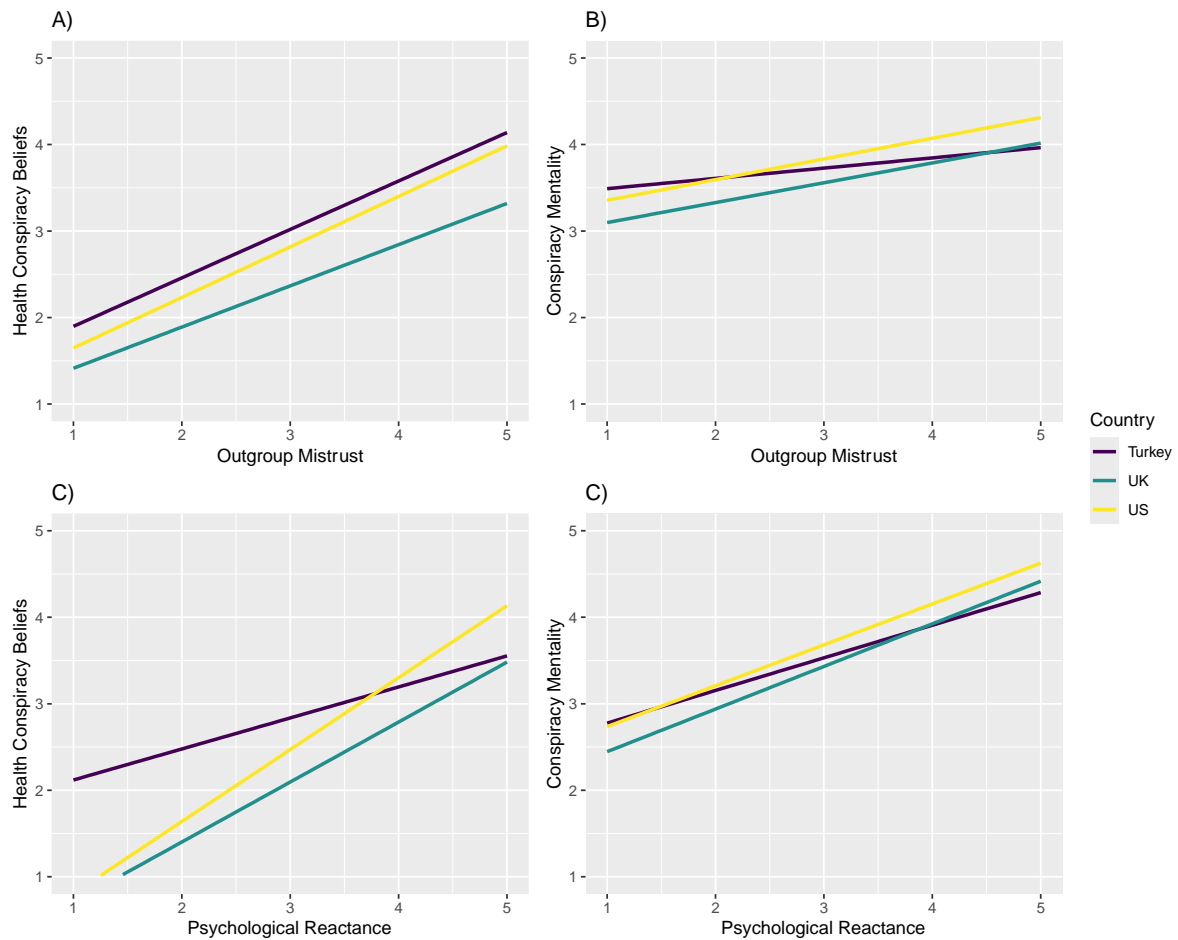 A)
Health Conspiracy Beliefs
5
4
3
2
1
1 2 3 4 5
Outgroup Mistrust
B)
Conspiracy Mentality
5
4
3
2
1
1 2 3 4 5
Outgroup Mistrust
Country
Turkey
UK
US
C)
Health Conspiracy Beliefs
5
4
3
2
1
1 2 3 4 5
Psychological Reactance
C)
Conspiracy Mentality
5
4
3
2
1
1 2 3 4 5
Psychological Reactance